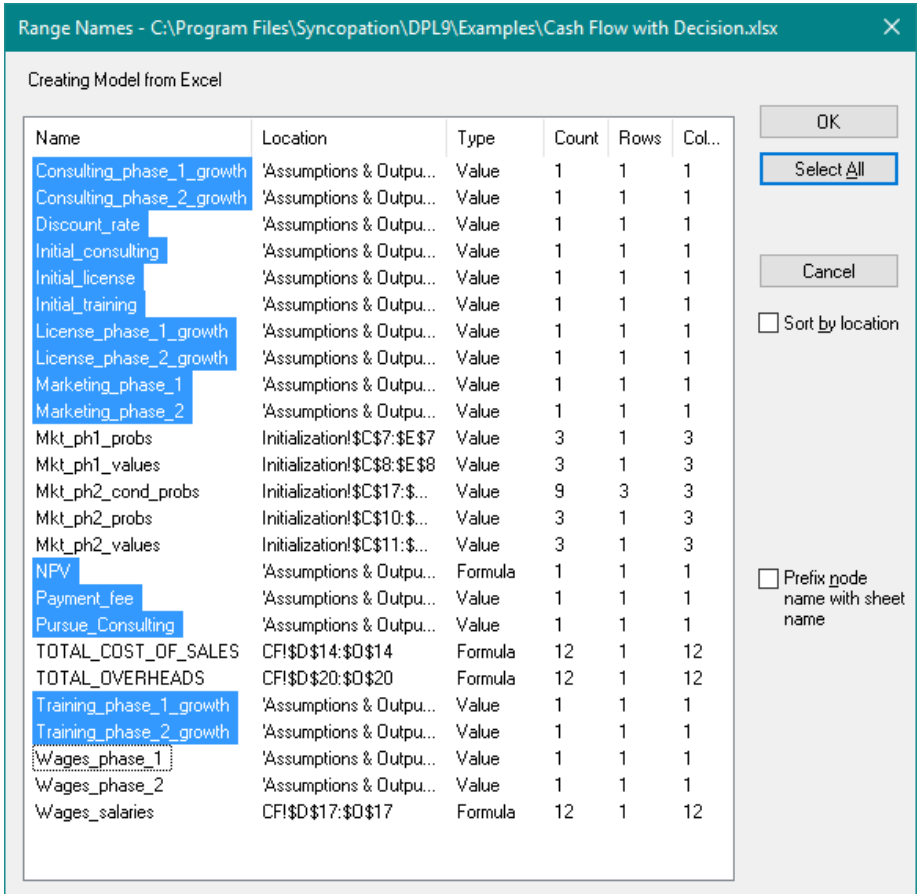 Range Names - C:\Program Files\Syncopation\DPL9\Examples\Cash Flow with Decision.xlsx
Creating Model from Excel
Name Location Type Count Rows Col...
Consulting_phase_1_growth 'Assumptions & Outpu... Value 1 1 1
Consulting_phase_2_growth 'Assumptions & Outpu... Value 1 1 1
Discount_rate 'Assumptions & Outpu... Value 1 1 1
Initial_consulting 'Assumptions & Outpu... Value 1 1 1
Initial_license 'Assumptions & Outpu... Value 1 1 1
Initial_training 'Assumptions & Outpu... Value 1 1 1
License_phase_1_growth 'Assumptions & Outpu... Value 1 1 1
License_phase_2_growth 'Assumptions & Outpu... Value 1 1 1
Marketing_phase_1 'Assumptions & Outpu... Value 1 1 1
Marketing_phase_2 'Assumptions & Outpu... Value 1 1 1
Mkt_ph1_probs Initialization!$C$7:$E$7 Value 3 1 3
Mkt_ph1_values Initialization!$C$8:$E$8 Value 3 1 3
Mkt_ph2_cond_probs Initialization!$C$17:$... Value 9 3 3
Mkt_ph2_probs Initialization!$C$10:$... Value 3 1 3
Mkt_ph2_values Initialization!$C$11:$... Value 3 1 3
NPV 'Assumptions & Outpu... Formula 1 1 1
Payment_fee 'Assumptions & Outpu... Value 1 1 1
Pursue_Consulting 'Assumptions & Outpu... Value 1 1 1
TOTAL_COST_OF_SALES CF!$D$14:$O$14 Formula 12 1 12
TOTAL_OVERHEADS CF!$D$20:$O$20 Formula 12 1 12
Training_phase_1_growth 'Assumptions & Outpu... Value 1 1 1
Training_phase_2_growth 'Assumptions & Outpu... Value 1 1 1
Wages_phase_1 'Assumptions & Outpu... Value 1 1 1
Wages_phase_2 'Assumptions & Outpu... Value 1 1 1
Wages_salaries CF!$D$17:$O$17 Formula 12 1 12
OK
Select All
Cancel
Sort by location
Prefix node
name with sheet
name